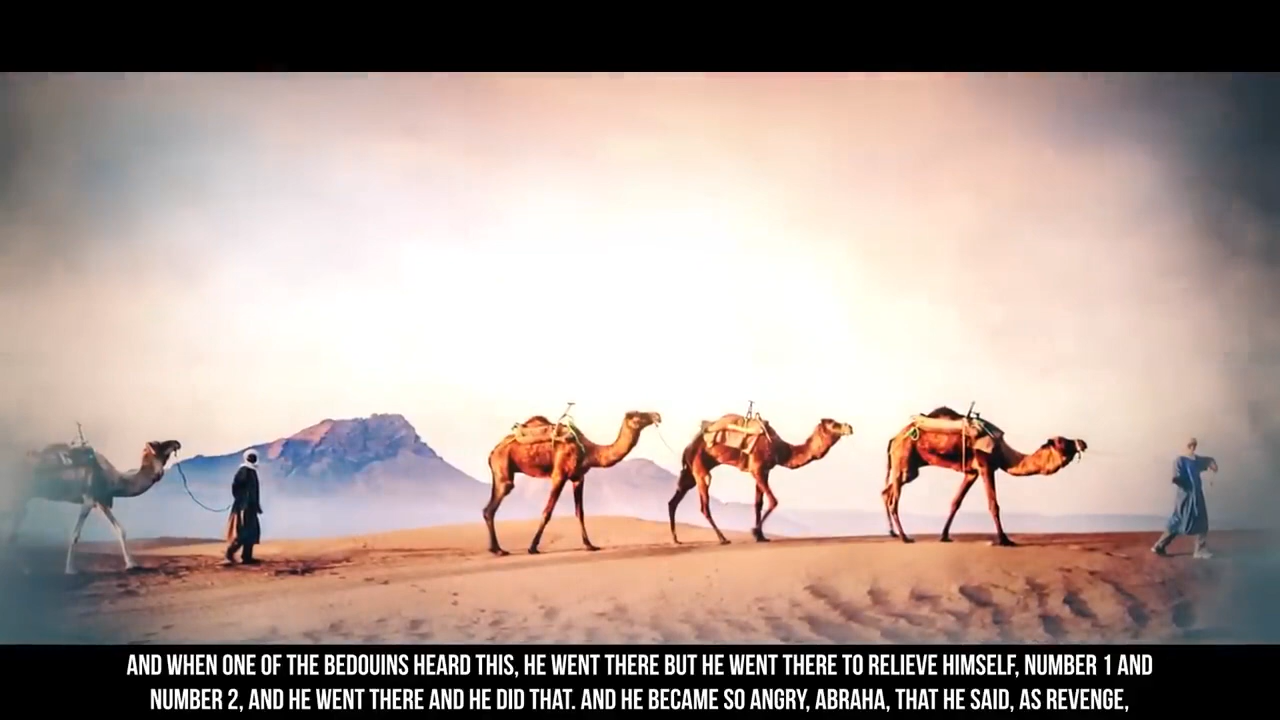 AND WHEN ONE OF THE BEDOUINS HEARD THIS, HE WENT THERE BUT HE WENT THERE TO RELIEVE HIMSELF, NUMBER 1 AND
NUMBER 2, AND HE WENT THERE AND HE DID THAT. AND HE BECAME SO ANGRY, ABRAHA, THAT HE SAID, AS REVENGE,